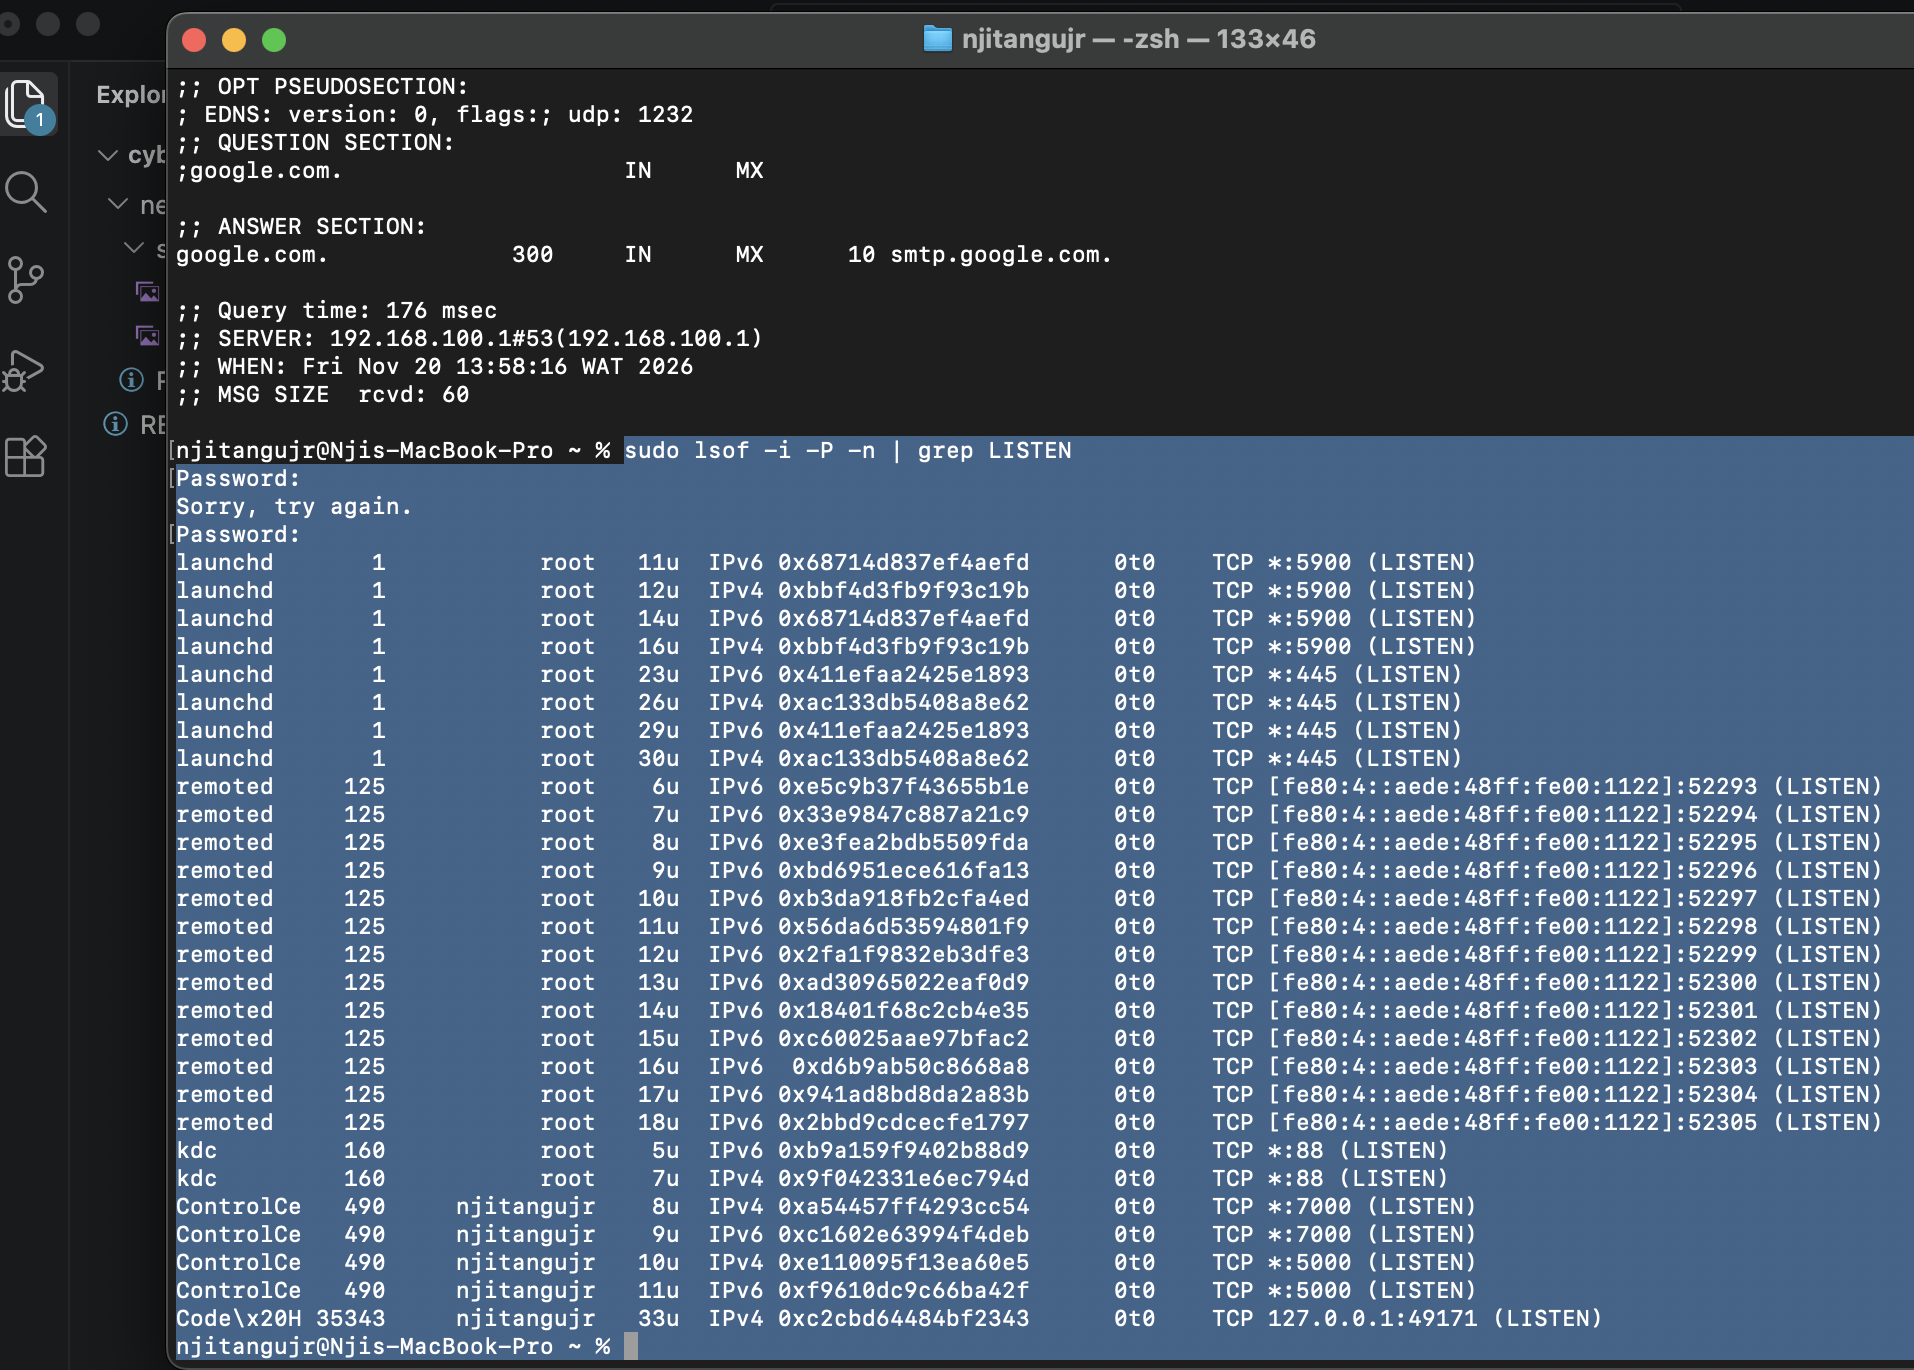 njitangujr — -zsh — 133×46
1
Explor
cyb
ne
s
RE
;; OPT PSEUDOSECTION:
; EDNS: version: 0, flags:; udp: 1232
;; QUESTION SECTION:
;google.com. IN MX
;; ANSWER SECTION:
google.com. 300 IN MX 10 smtp.google.com.
;; Query time: 176 msec
;; SERVER: 192.168.100.1#53(192.168.100.1)
;; WHEN: Fri Nov 20 13:58:16 WAT 2026
;; MSG SIZE rcvd: 60
[njitangujr@Njis-MacBook-Pro ~ % sudo lsof -i -P -n | grep LISTEN
[Password:
Sorry, try again.
[Password:
launchd 1 root 11u IPv6 0x68714d837ef4aefd 0t0 TCP *:5900 (LISTEN)
launchd 1 root 12u IPv4 0xbbf4d3fb9f93c19b 0t0 TCP *:5900 (LISTEN)
launchd 1 root 14u IPv6 0x68714d837ef4aefd 0t0 TCP *:5900 (LISTEN)
launchd 1 root 16u IPv4 0xbbf4d3fb9f93c19b 0t0 TCP *:5900 (LISTEN)
launchd 1 root 23u IPv6 0x411efaa2425e1893 0t0 TCP *:445 (LISTEN)
launchd 1 root 26u IPv4 0xac133db5408a8e62 0t0 TCP *:445 (LISTEN)
launchd 1 root 29u IPv6 0x411efaa2425e1893 0t0 TCP *:445 (LISTEN)
launchd 1 root 30u IPv4 0xac133db5408a8e62 0t0 TCP *:445 (LISTEN)
remoted 125 root 6u IPv6 0xe5c9b37f43655b1e 0t0 TCP [fe80:4::aede:48ff:fe00:1122]:52293 (LISTEN)
remoted 125 root 7u IPv6 0x33e9847c887a21c9 0t0 TCP [fe80:4::aede:48ff:fe00:1122]:52294 (LISTEN)
remoted 125 root 8u IPv6 0xe3fea2bdb5509fda 0t0 TCP [fe80:4::aede:48ff:fe00:1122]:52295 (LISTEN)
remoted 125 root 9u IPv6 0xbd6951ece616fa13 0t0 TCP [fe80:4::aede:48ff:fe00:1122]:52296 (LISTEN)
remoted 125 root 10u IPv6 0xb3da918fb2cfa4ed 0t0 TCP [fe80:4::aede:48ff:fe00:1122]:52297 (LISTEN)
remoted 125 root 11u IPv6 0x56da6d53594801f9 0t0 TCP [fe80:4::aede:48ff:fe00:1122]:52298 (LISTEN)
remoted 125 root 12u IPv6 0x2fa1f9832eb3dfe3 0t0 TCP [fe80:4::aede:48ff:fe00:1122]:52299 (LISTEN)
remoted 125 root 13u IPv6 0xad30965022eaf0d9 0t0 TCP [fe80:4::aede:48ff:fe00:1122]:52300 (LISTEN)
remoted 125 root 14u IPv6 0x18401f68c2cb4e35 0t0 TCP [fe80:4::aede:48ff:fe00:1122]:52301 (LISTEN)
remoted 125 root 15u IPv6 0xc60025aae97bfac2 0t0 TCP [fe80:4::aede:48ff:fe00:1122]:52302 (LISTEN)
remoted 125 root 16u IPv6 0xd6b9ab50c8668a8 0t0 TCP [fe80:4::aede:48ff:fe00:1122]:52303 (LISTEN)
remoted 125 root 17u IPv6 0x941ad8bd8da2a83b 0t0 TCP [fe80:4::aede:48ff:fe00:1122]:52304 (LISTEN)
remoted 125 root 18u IPv6 0x2bbd9cdcecfe1797 0t0 TCP [fe80:4::aede:48ff:fe00:1122]:52305 (LISTEN)
kdc 160 root 5u IPv6 0xb9a159f9402b88d9 0t0 TCP *:88 (LISTEN)
kdc 160 root 7u IPv4 0x9f042331e6ec794d 0t0 TCP *:88 (LISTEN)
ControlCe 490 njitangujr 8u IPv4 0xa54457ff4293cc54 0t0 TCP *:7000 (LISTEN)
ControlCe 490 njitangujr 9u IPv6 0xc1602e63994f4deb 0t0 TCP *:7000 (LISTEN)
ControlCe 490 njitangujr 10u IPv4 0xe110095f13ea60e5 0t0 TCP *:5000 (LISTEN)
ControlCe 490 njitangujr 11u IPv6 0xf9610dc9c66ba42f 0t0 TCP *:5000 (LISTEN)
Code\x20H 35343 njitangujr 33u IPv4 0xc2cbd64484bf2343 0t0 TCP 127.0.0.1:49171 (LISTEN)
njitangujr@Njis-MacBook-Pro ~ %